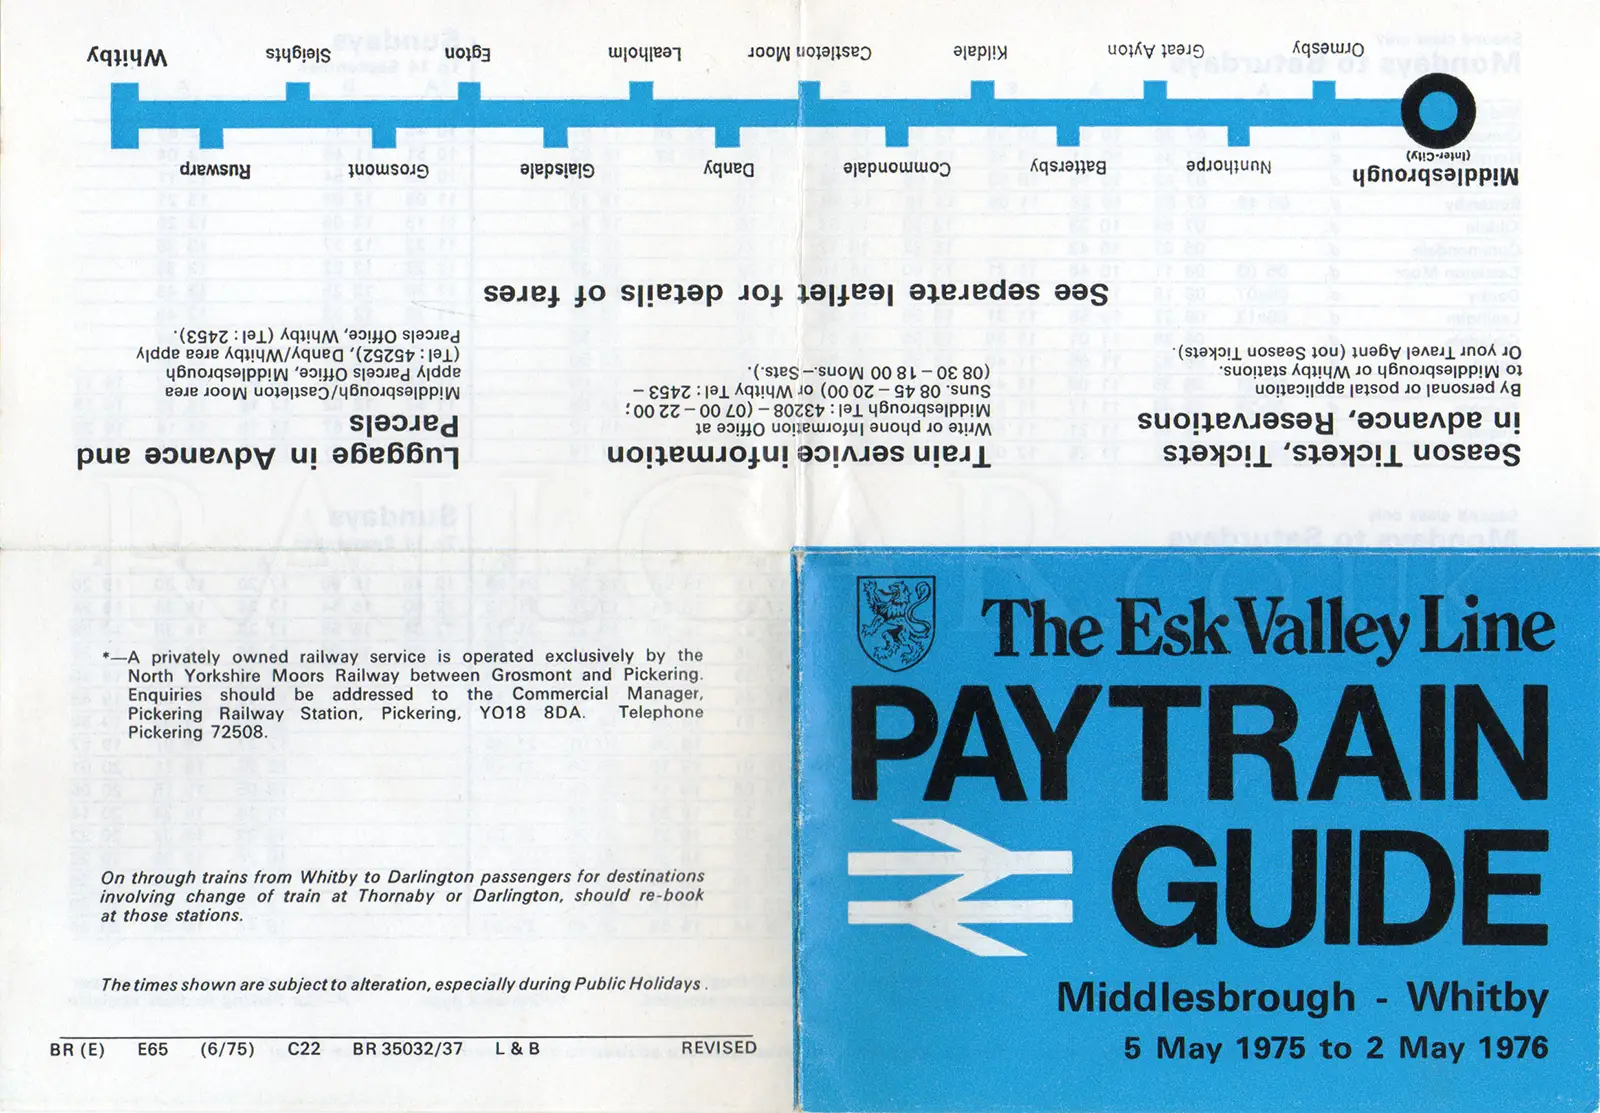 The Esk Valley Line
PAYTRAIN
GUIDE
Middlesbrough - Whitby
5 May 1975 to 2 May 1976
*—A privately owned railway service is operated exclusively by the
North Yorkshire Moors Railway between Grosmont and Pickering.
Enquiries should be addressed to the Commercial Manager,
Pickering Railway Station, Pickering, YO18 8DA. Telephone
Pickering 72508.
On through trains from Whitby to Darlington passengers for destinations
involving change of train at Thornaby or Darlington, should re-book
at those stations.
The times shown are subject to alteration, especially during Public Holidays.
BR (E) E65 (6/75) C22 BR 35032/37 L & B REVISED
Season Tickets, Tickets
in advance, Reservations
By personal or postal application
to Middlesbrough or Whitby stations.
Or your Travel Agent (not Season Tickets).
Train service information
Write or phone Information Office at
Middlesbrough Tel: 43208 – (07 00 – 22 00;
Suns. 08 45 – 20 00) or Whitby Tel: 2453 –
(08 30 – 18 00 Mons.–Sats.).
Luggage in Advance and
Parcels
Middlesbrough/Castleton Moor area
apply Parcels Office, Middlesbrough
(Tel: 45252), Danby/Whitby area apply
Parcels Office, Whitby (Tel: 2453).
See separate leaflet for details of fares
Middlesbrough
(Inter-City)
Nunthorpe
Battersby
Commondale
Danby
Glaisdale
Grosmont
Ruswarp
Ormesby
Great Ayton
Kildale
Castleton Moor
Lealholm
Egton
Sleights
Whitby
RAILCAR.co.uk